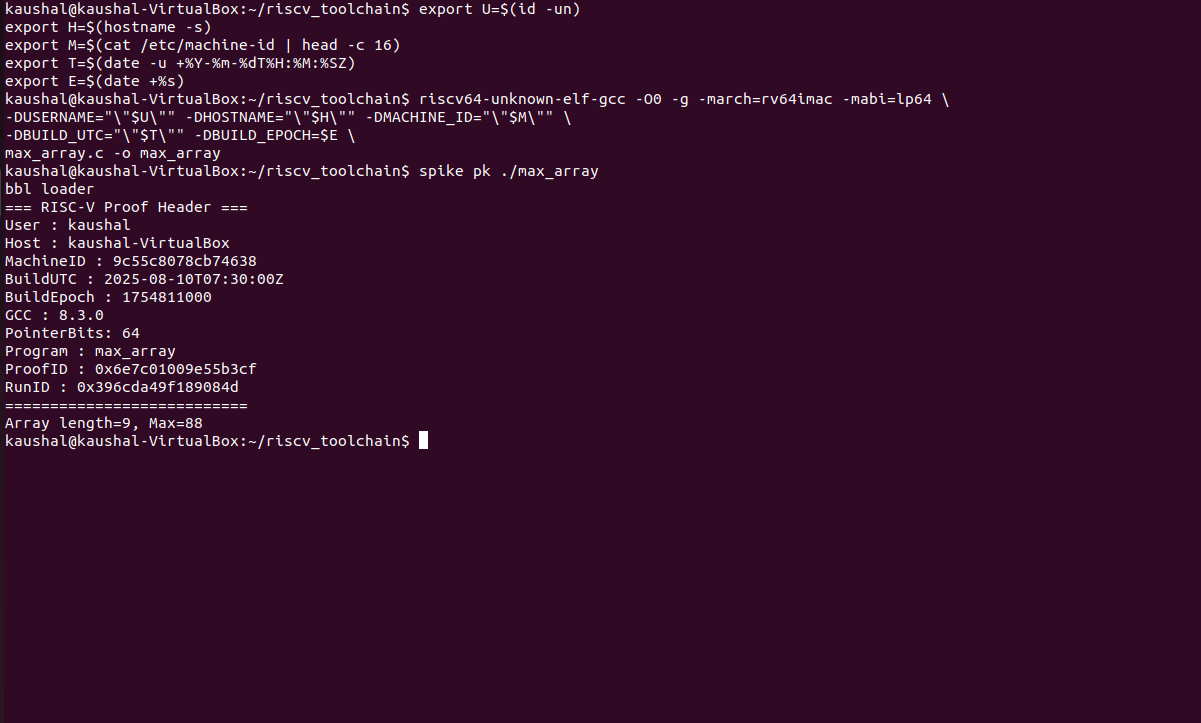 kaushal@kaushal-VirtualBox:~/riscv_toolchain$ export U=$(id -un)
export H=$(hostname -s)
export M=$(cat /etc/machine-id | head -c 16)
export T=$(date -u +%Y-%m-%dT%H:%M:%SZ)
export E=$(date +%s)
kaushal@kaushal-VirtualBox:~/riscv_toolchain$ riscv64-unknown-elf-gcc -O0 -g -march=rv64imac -mabi=lp64 \
-DUSERNAME="\"$U\"" -DHOSTNAME="\"$H\"" -DMACHINE_ID="\"$M\"" \
-DBUILD_UTC="\"$T\"" -DBUILD_EPOCH=$E \
max_array.c -o max_array
kaushal@kaushal-VirtualBox:~/riscv_toolchain$ spike pk ./max_array
bbl loader
=== RISC-V Proof Header ===
User : kaushal
Host : kaushal-VirtualBox
MachineID : 9c55c8078cb74638
BuildUTC : 2025-08-10T07:30:00Z
BuildEpoch : 1754811000
GCC : 8.3.0
PointerBits: 64
Program : max_array
ProofID : 0x6e7c01009e55b3cf
RunID : 0x396cda49f189084d
===========================
Array length=9, Max=88
kaushal@kaushal-VirtualBox:~/riscv_toolchain$